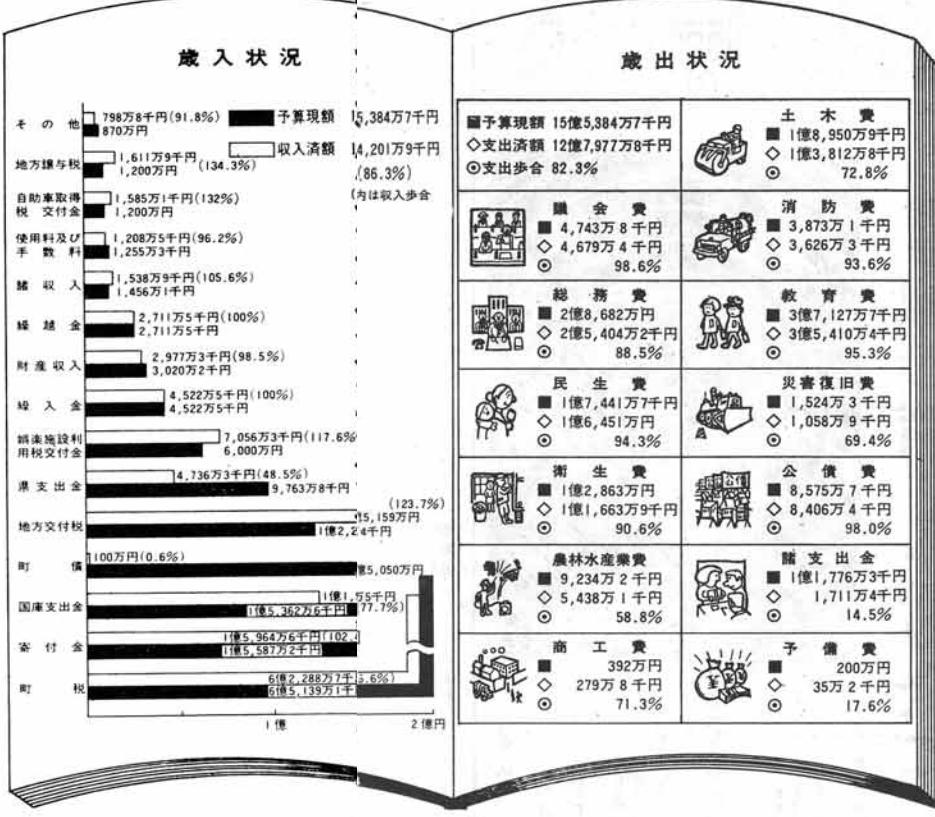 歳入状況
予算現額 15,384万7千円
収入済額 14,201万9千円
(86.3%)
内は収入歩合
その他
798万8千円(91.8%)
870万円
地方譲与税
1,611万9千円
(134.3%)
1,200万円
自動車取得
税交付金
1,585万1千円(132%)
1,200万円
使用料及び
手数料
1,208万5千円(96.2%)
1,255万3千円
諸収入
1,538万9千円(105.6%)
1,456万1千円
繰越金
2,711万5千円(100%)
2,711万5千円
財産収入
2,977万3千円(98.5%)
3,020万2千円
繰入金
4,522万5千円(100%)
4,522万5千円
娯楽施設利
用税交付金
7,056万3千円(117.6%
6,000万円
県支出金
4,736万3千円(48.5%)
9,763万8千円
地方交付税
(123.7%)
5,159万円
1億2,2
4千円
町債
100万円(0.6%)
5,050万円
国庫支出金
77.7%)
1億5,362万6千円
寄付金
1億5,964万6千円(102.
1億5,587万2千円
町税
6億2,288万7千
.6%)
6億5,139万1千
1億
2億円
歳出状況
■予算現額 15億5,384万7千円
◇支出済額 12億7,977万8千円
◎支出歩合 82.3%
土木費
■ 1億8,950万9千円
◇ 1億3,812万8千円
◎ 72.8%
議会費
■ 4,743万8千円
◇ 4,679万4千円
◎ 98.6%
消防費
■ 3,873万1千円
◇ 3,626万3千円
◎ 93.6%
総務費
■ 2億8,682万円
◇ 2億5,404万2千円
◎ 88.5%
教育費
■ 3億7,127万7千円
◇ 3億5,410万4千円
◎ 95.3%
民生費
■ 1億7,441万7千円
◇ 1億6,451万円
◎ 94.3%
災害復旧費
■ 1,524万3千円
◇ 1,058万9千円
◎ 69.4%
衛生費
■ 1億2,863万円
◇ 1億1,663万9千円
◎ 90.6%
公債費
公債
■ 8,575万7千円
◇ 8,406万4千円
◎ 98.0%
農林水産業費
■ 9,234万2千円
◇ 5,438万1千円
◎ 58.8%
諸支出金
■ 1億1,776万3千円
◇ 1,711万4千円
◎ 14.5%
商工費
■ 392万円
◇ 279万8千円
◎ 71.3%
予備費
■ 200万円
◇ 35万2千円
◎ 17.6%